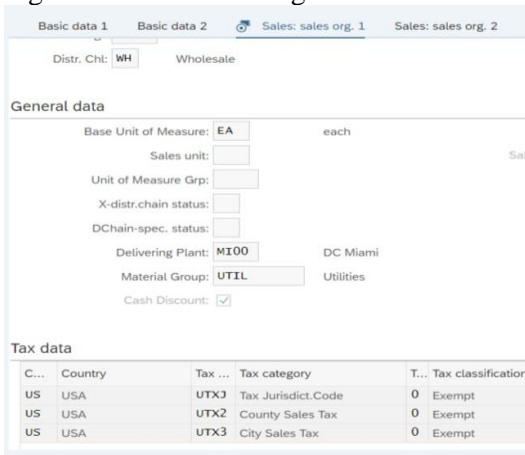 Basic data 1 Basic data 2 Sales: sales org. 1 Sales: sales org. 2
Distr. Chl: WH Wholesale
General data
Base Unit of Measure: EA each
Sales unit:
Unit of Measure Grp:
X-distr.chain status:
DChain-spec. status:
Delivering Plant: MI00 DC Miami
Material Group: UTIL Utilities
Cash Discount:
Tax data
C... Country Tax ... Tax category T... Tax classification
US USA UTXJ Tax Jurisdict.Code 0 Exempt
US USA UTX2 County Sales Tax 0 Exempt
US USA UTX3 City Sales Tax 0 Exempt